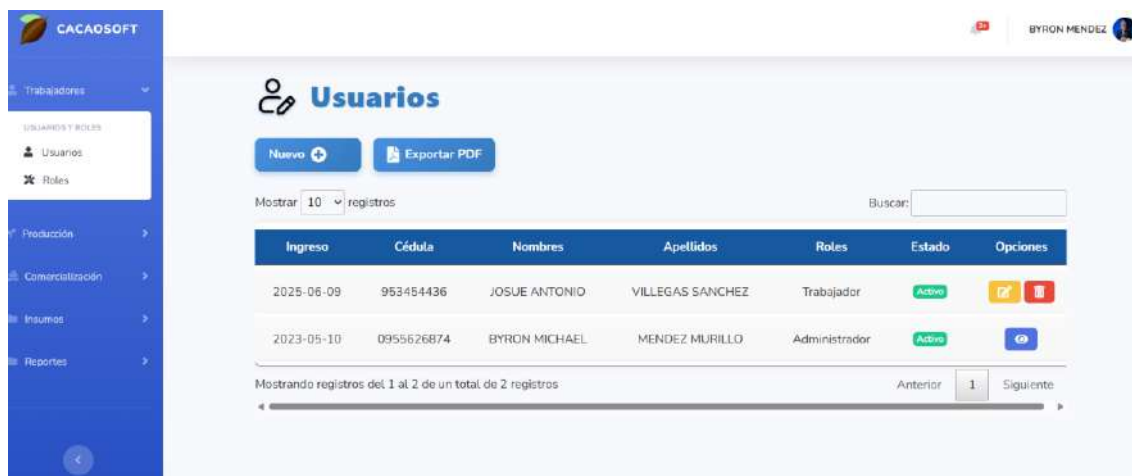 CACAOSOFT
3+
BYRON MENDEZ
Trabajadores
USUARIOS Y ROLES
Usuarios
Roles
Producción
Comercialización
Insumos
Reportes
Usuarios
Nuevo
Exportar PDF
Mostrar 10 registros
Buscar:
Ingreso Cédula Nombres Apellidos Roles Estado Opciones
2025-06-09 953454436 JOSUE ANTONIO VILLEGAS SANCHEZ Trabajador Activo
2023-05-10 0955626874 BYRON MICHAEL MENDEZ MURILLO Administrador Activo
Mostrando registros del 1 al 2 de un total de 2 registros
Anterior 1 Siguiente